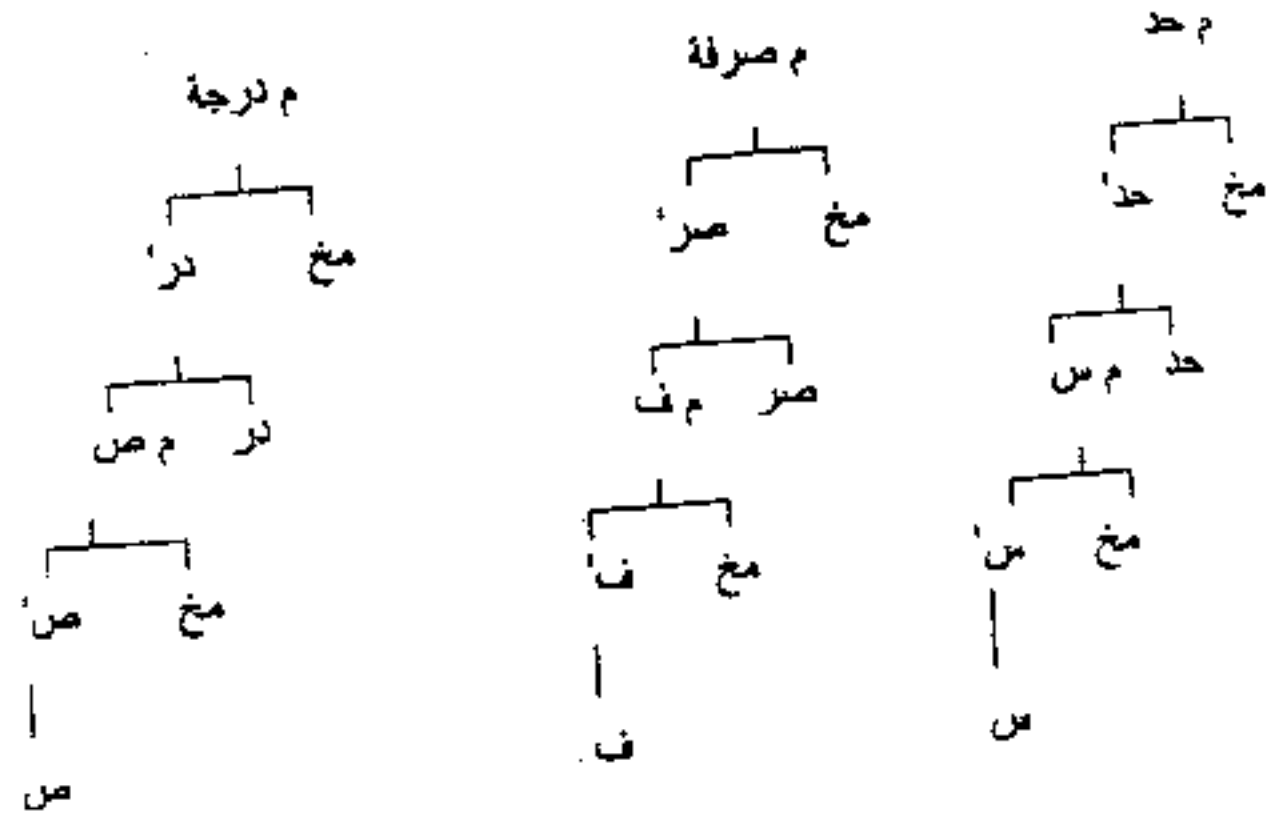 م حد
مخ حد'
حد م س
مخ س'
س
م صرفة
مخ صر'
صر م ف
مخ ف'
ف
م درجة
مخ در'
در م ص
مخ ص'
ص